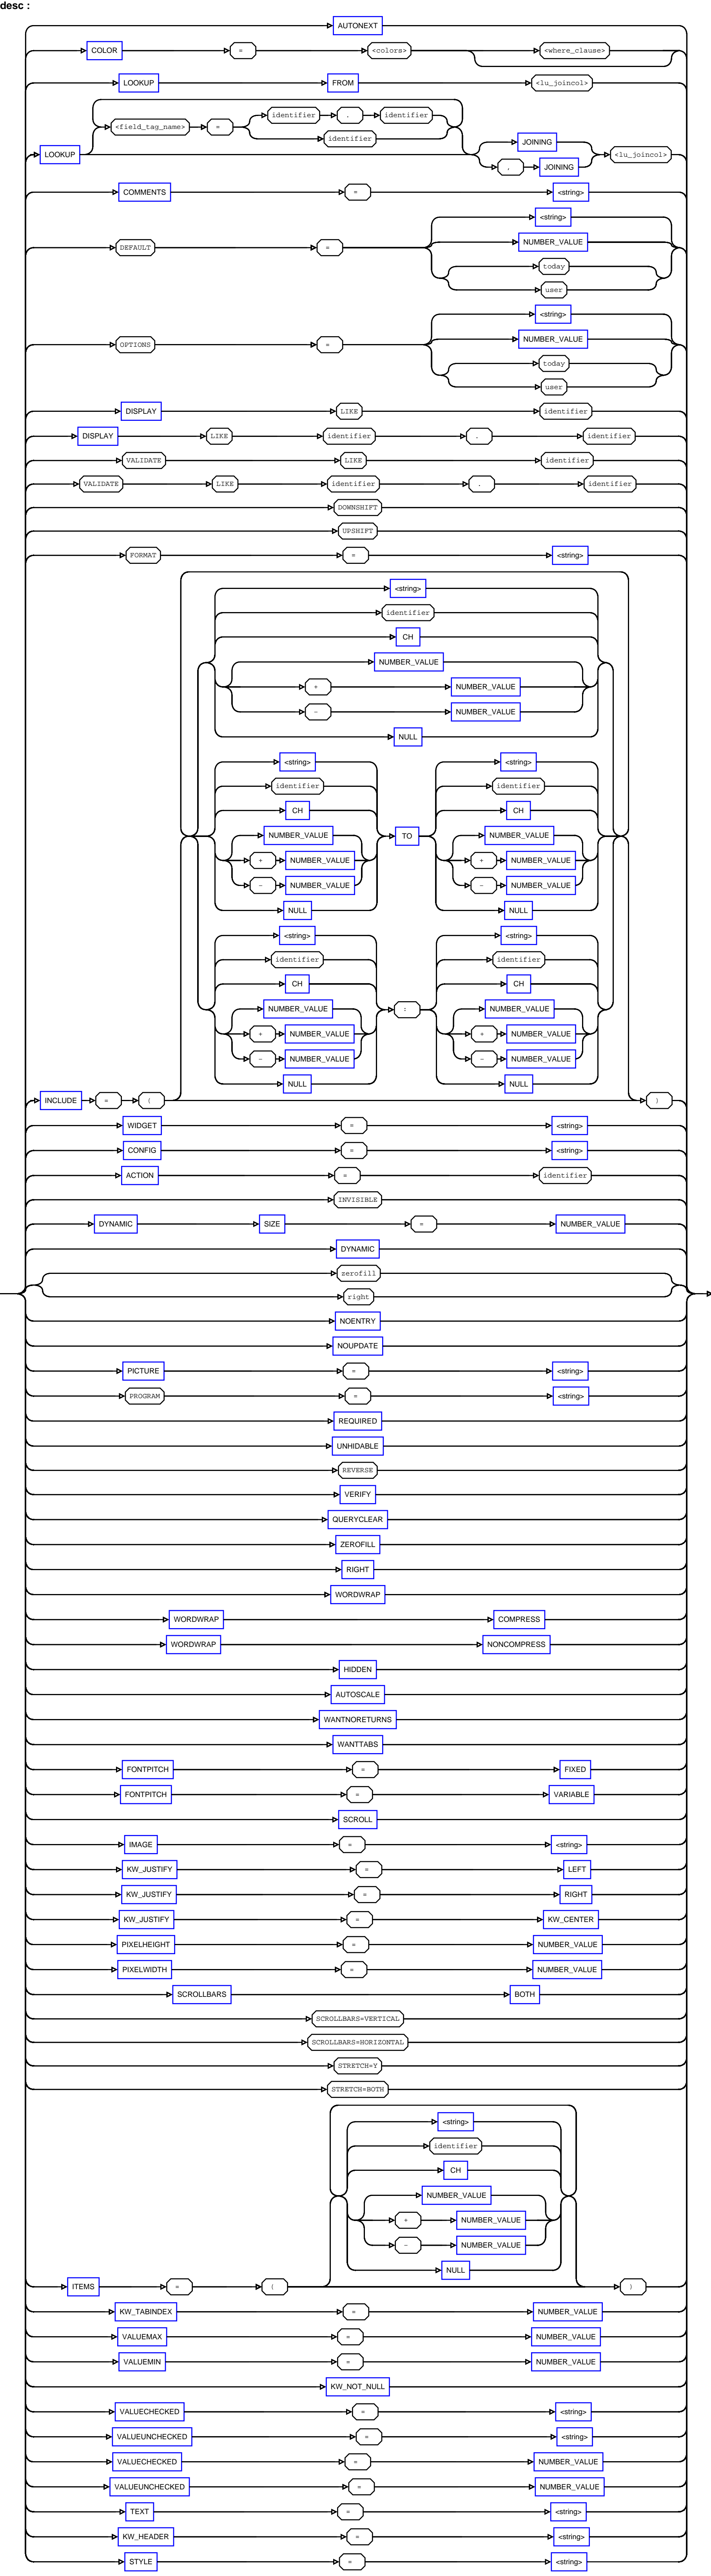 desc :
AUTONEXT
COLOR = <colors> <where_clause>
LOOKUP FROM <lu_joincol>
<field_tag_name> = identifier . identifier
identifier
LOOKUP JOINING <lu_joincol>
, JOINING
COMMENTS = <string>
<string>
NUMBER_VALUE
DEFAULT =
today
user
<string>
NUMBER_VALUE
OPTIONS =
today
user
DISPLAY LIKE identifier
DISPLAY LIKE identifier . identifier
VALIDATE LIKE identifier
VALIDATE LIKE identifier . identifier
DOWNSHIFT
UPSHIFT
FORMAT = <string>
<string>
identifier
CH
NUMBER_VALUE
+ NUMBER_VALUE
- NUMBER_VALUE
NULL
<string> <string>
identifier identifier
CH CH
NUMBER_VALUE TO NUMBER_VALUE
+ NUMBER_VALUE + NUMBER_VALUE
- NUMBER_VALUE - NUMBER_VALUE
NULL NULL
<string> <string>
identifier identifier
CH CH
NUMBER_VALUE : NUMBER_VALUE
+ NUMBER_VALUE + NUMBER_VALUE
- NUMBER_VALUE - NUMBER_VALUE
NULL NULL
INCLUDE = ( )
WIDGET = <string>
CONFIG = <string>
ACTION = identifier
INVISIBLE
DYNAMIC SIZE = NUMBER_VALUE
DYNAMIC
zerofill
right
NOENTRY
NOUPDATE
PICTURE = <string>
PROGRAM = <string>
REQUIRED
UNHIDABLE
REVERSE
VERIFY
QUERYCLEAR
ZEROFILL
RIGHT
WORDWRAP
WORDWRAP COMPRESS
WORDWRAP NONCOMPRESS
HIDDEN
AUTOSCALE
WANTNORETURNS
WANTTABS
FONTPITCH = FIXED
FONTPITCH = VARIABLE
SCROLL
IMAGE = <string>
KW_JUSTIFY = LEFT
KW_JUSTIFY = RIGHT
KW_JUSTIFY = KW_CENTER
PIXELHEIGHT = NUMBER_VALUE
PIXELWIDTH = NUMBER_VALUE
SCROLLBARS BOTH
SCROLLBARS=VERTICAL
SCROLLBARS=HORIZONTAL
STRETCH=Y
STRETCH=BOTH
<string>
identifier
CH
NUMBER_VALUE
+ NUMBER_VALUE
- NUMBER_VALUE
NULL
ITEMS = ( )
KW_TABINDEX = NUMBER_VALUE
VALUEMAX = NUMBER_VALUE
VALUEMIN = NUMBER_VALUE
KW_NOT_NULL
VALUECHECKED = <string>
VALUEUNCHECKED = <string>
VALUECHECKED = NUMBER_VALUE
VALUEUNCHECKED = NUMBER_VALUE
TEXT = <string>
KW_HEADER = <string>
STYLE = <string>